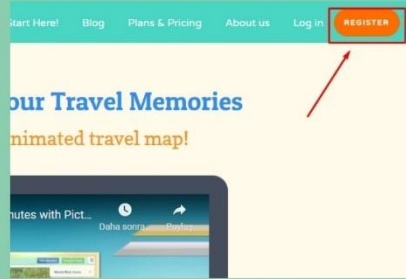 Start Here! Blog Plans & Pricing About us Log in REGISTER
our Travel Memories
nimated travel map!
nutes with Pict...
Daha sonra... Paylaş